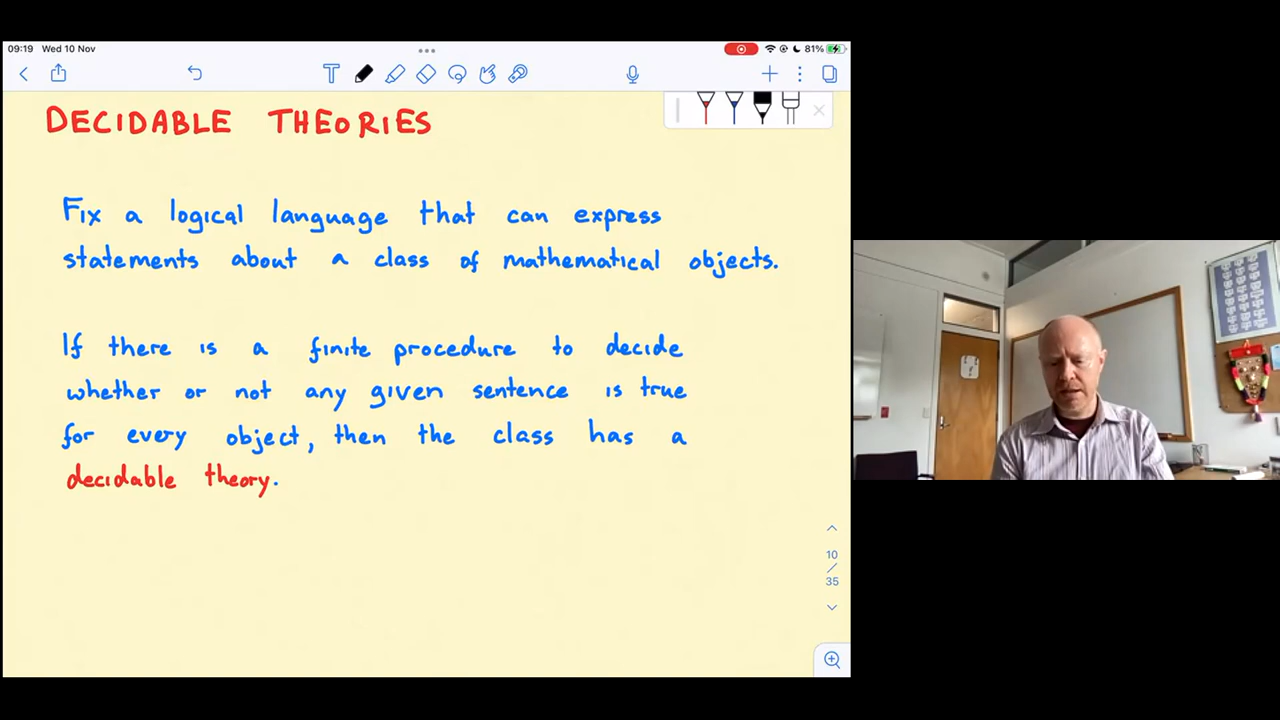 09:19 Wed 10 Nov
81%
DECIDABLE THEORIES
Fix a logical language that can express
statements about a class of mathematical objects.
If there is a finite procedure to decide
whether or not any given sentence is true
for every object, then the class has a
decidable theory.
10
/
35